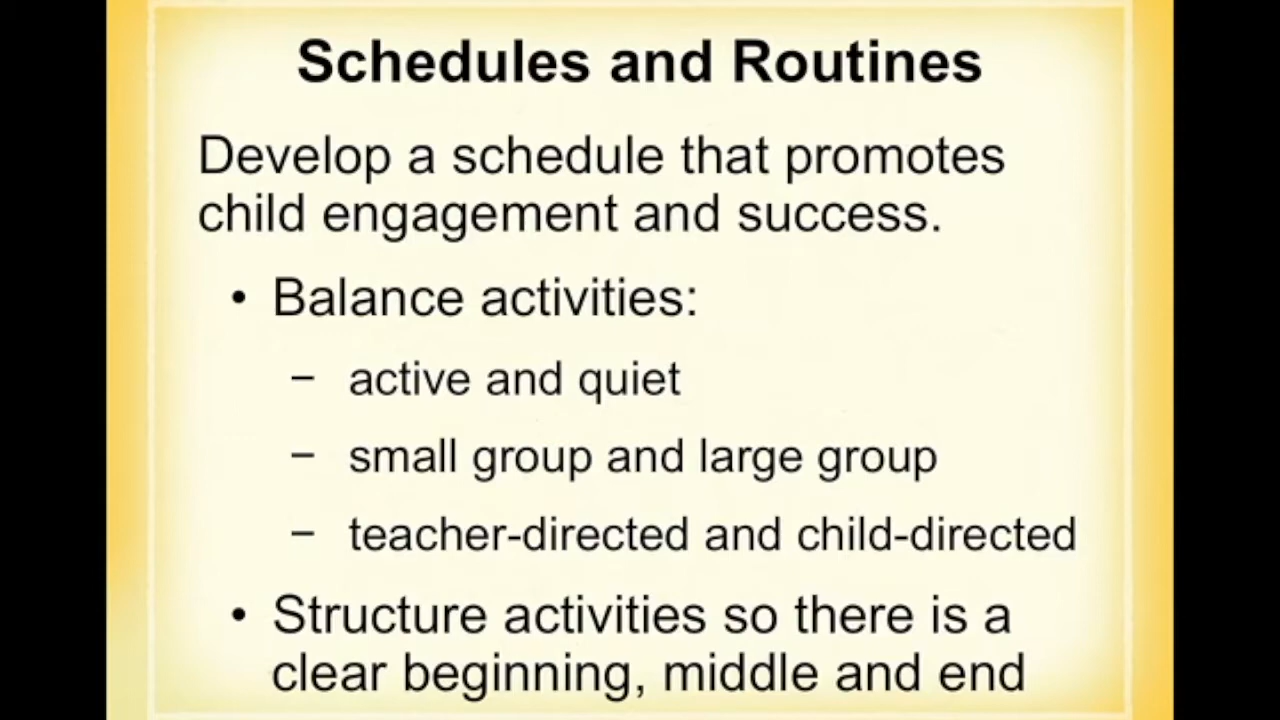 Schedules and Routines
Develop a schedule that promotes
child engagement and success.
• Balance activities:
– active and quiet
– small group and large group
– teacher-directed and child-directed
• Structure activities so there is a
clear beginning, middle and end